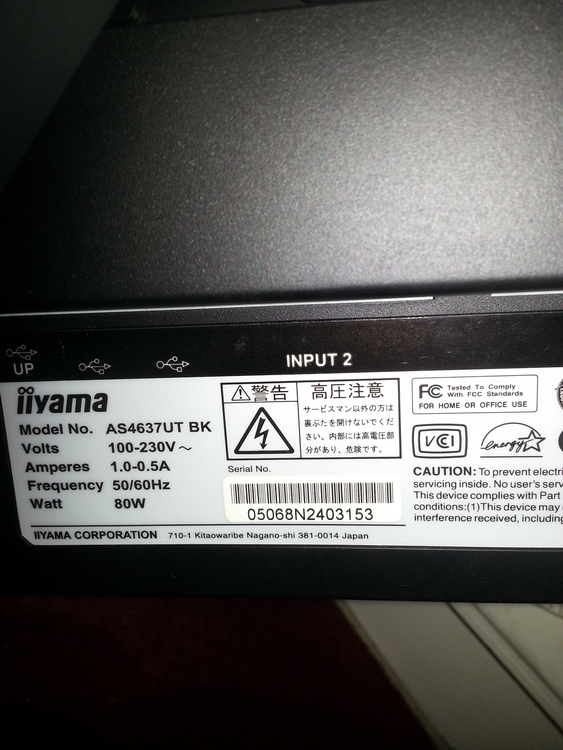 UP
INPUT 2
iiyama
Model No. AS4637UT BK
Volts 100-230V～
Amperes 1.0-0.5A
Frequency 50/60Hz
Watt 80W
警告
高圧注意
サービスマン以外の方は
裏ぶたを開けないでくだ
さい。内部には高電圧部
分があり、危険です。
Serial No.
05068N2403153
FC Tested To Comply
With FCC Standards
FOR HOME OR OFFICE USE
VCCI
energy
CAUTION: To prevent electri
servicing inside. No user's serv
This device complies with Part
conditions:(1)This device may
interference received, including
IIYAMA CORPORATION 710-1 Kitaowaribe Nagano-shi 381-0014 Japan